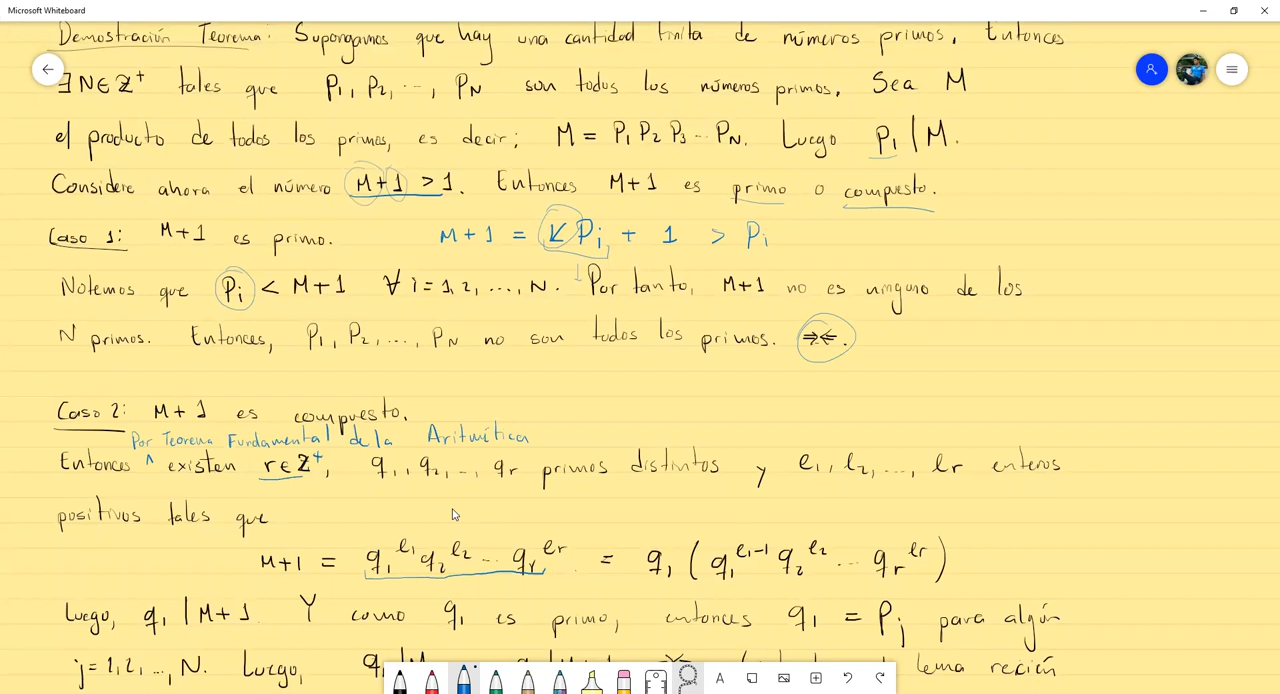 Microsoft Whiteboard
Demostración Teorema: Supongamos que hay una cantidad finita de números primos. Entonces
∃ N ∈ Z⁺ tales que P₁, P₂, ..., P_N son todos los números primos. Sea M
el producto de todos los primos, es decir; M = P₁ P₂ P₃ ... P_N. Luego P_i | M.
Considere ahora el número M+1 > 1. Entonces M+1 es primo o compuesto.
Caso 1: M+1 es primo. M+1 = K P_i + 1 > P_i
Notemos que P_i < M+1 ∀ i = 1, 2, ..., N. Por tanto, M+1 no es ninguno de los
N primos. Entonces, P₁, P₂, ..., P_N no son todos los primos. ⇒⇐.
Caso 2: M+1 es compuesto.
Por Teorema Fundamental de la Aritmética
Entonces ^ existen r ∈ Z⁺, q₁, q₂, ..., q_r primos distintos y e₁, e₂, ..., e_r enteros
positivos tales que
M+1 = q₁^e₁ q₂^e₂ ... q_r^e_r = q₁ ( q₁^(e₁-1) q₂^e₂ ... q_r^e_r )
Luego, q₁ | M+1. Y como q₁ es primo, entonces q₁ = P_j para algún
j = 1, 2, ..., N. Luego, lema recién